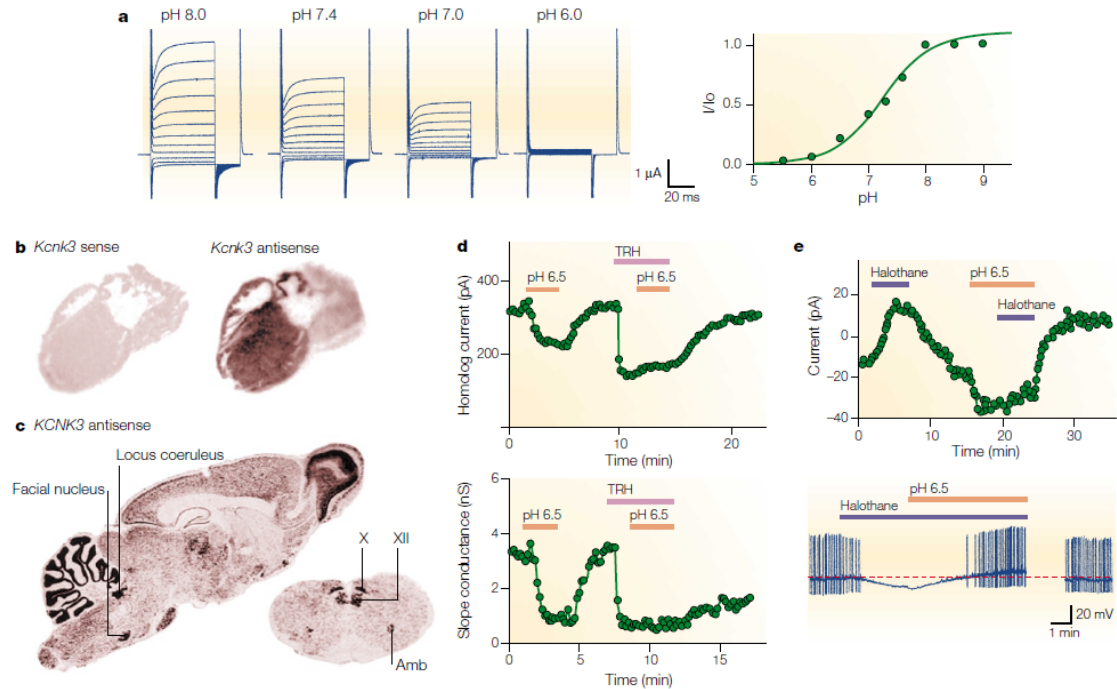 a
pH 8.0
pH 7.4
pH 7.0
pH 6.0
1 µA
20 ms
I/Io
1.0
0.5
0.0
5 6 7 8 9
pH
b Kcnk3 sense
Kcnk3 antisense
c KCNK3 antisense
Locus coeruleus
Facial nucleus
X
XII
Amb
d
TRH
pH 6.5
pH 6.5
Homolog current (pA)
400
200
0 10 20
Time (min)
TRH
pH 6.5
pH 6.5
Slope conductance (nS)
6
4
2
0
0 5 10 15
Time (min)
e
Halothane
pH 6.5
Halothane
Current (pA)
20
0
–20
–40
0 10 20 30
Time (min)
pH 6.5
Halothane
20 mV
1 min